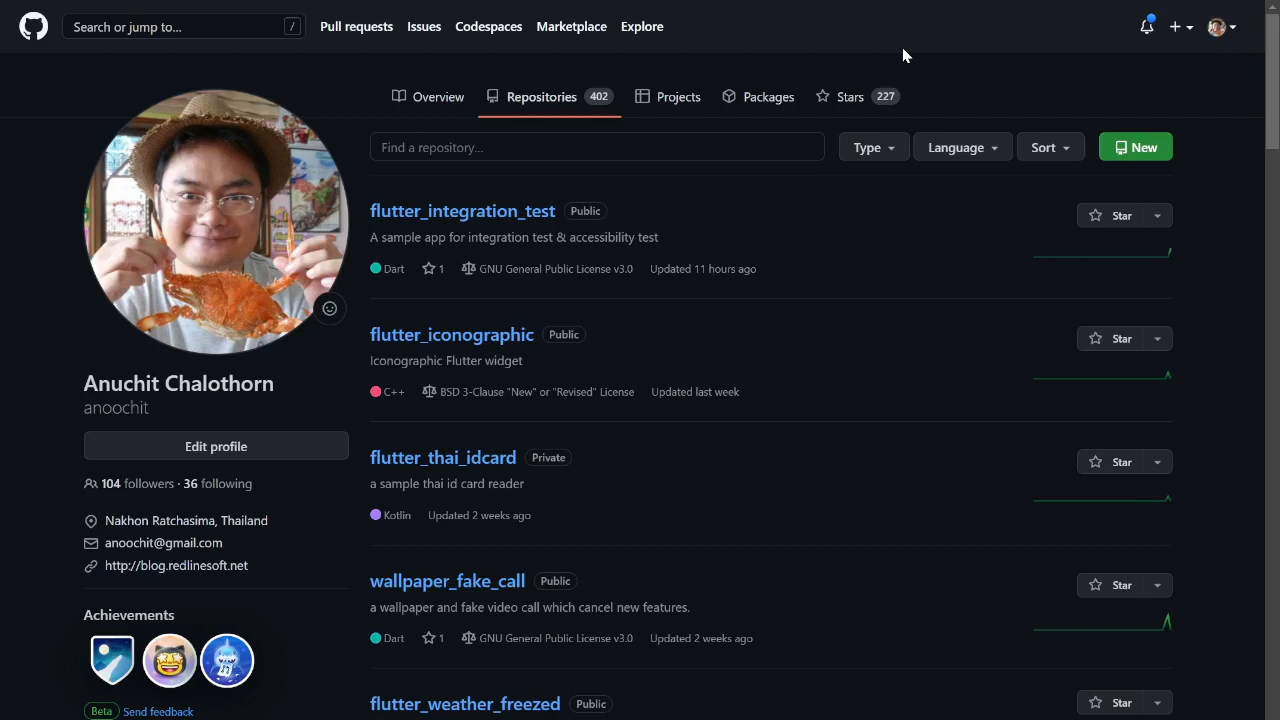 Search or jump to...
/
Pull requests
Issues
Codespaces
Marketplace
Explore
Overview
Repositories 402
Projects
Packages
Stars 227
Find a repository...
Type
Language
Sort
New
flutter_integration_test Public
Star
A sample app for integration test & accessibility test
Dart 1 GNU General Public License v3.0 Updated 11 hours ago
flutter_iconographic Public
Star
Iconographic Flutter widget
C++ BSD 3-Clause "New" or "Revised" License Updated last week
flutter_thai_idcard Private
Star
a sample thai id card reader
Kotlin Updated 2 weeks ago
wallpaper_fake_call Public
Star
a wallpaper and fake video call which cancel new features.
Dart 1 GNU General Public License v3.0 Updated 2 weeks ago
flutter_weather_freezed Public
Star
Anuchit Chalothorn
anoochit
Edit profile
104 followers · 36 following
Nakhon Ratchasima, Thailand
anoochit@gmail.com
http://blog.redlinesoft.net
Achievements
Beta Send feedback